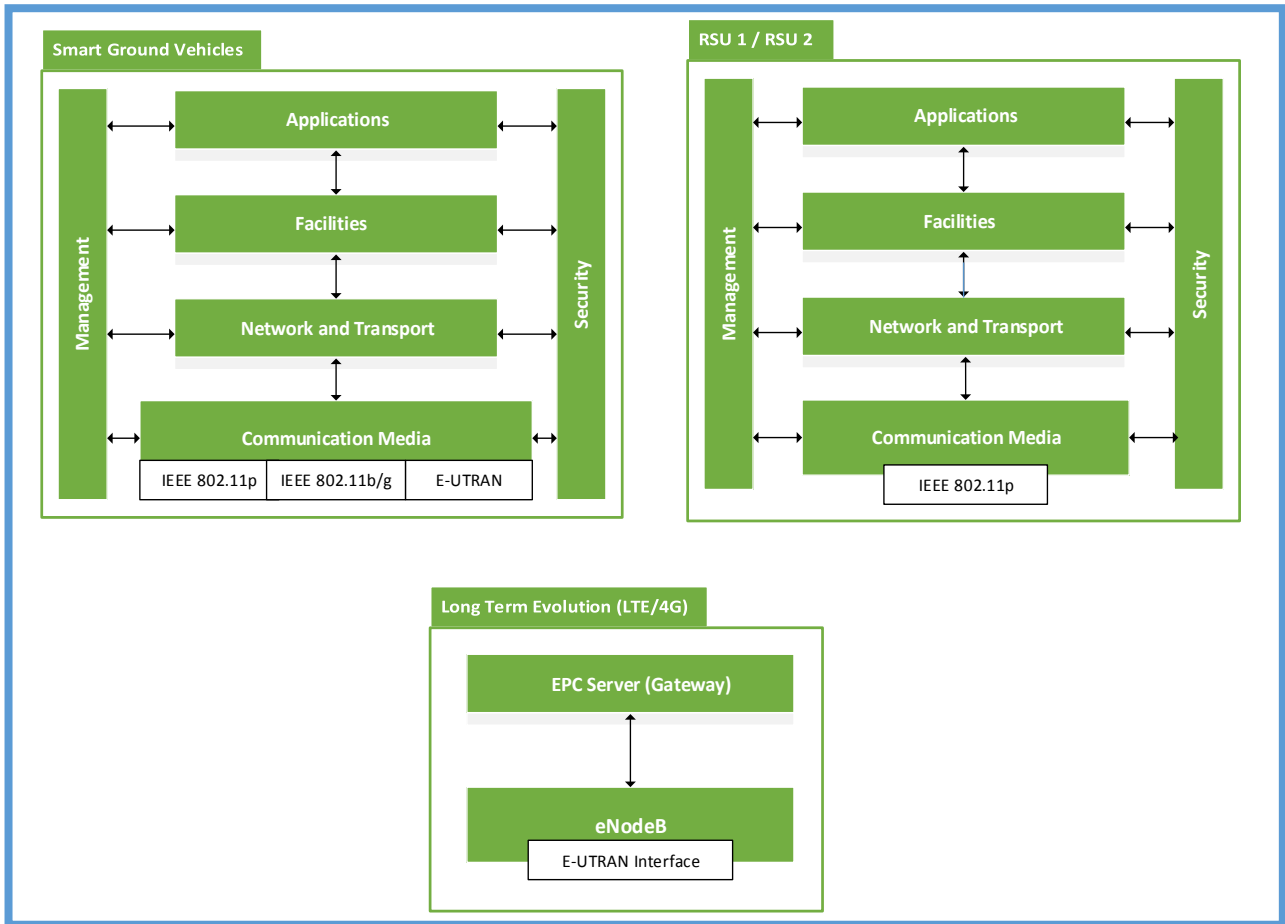 Smart Ground Vehicles
Management
Applications
Facilities
Network and Transport
Communication Media
IEEE 802.11p
IEEE 802.11b/g
E-UTRAN
Security
RSU 1 / RSU 2
Management
Applications
Facilities
Network and Transport
Communication Media
IEEE 802.11p
Security
Long Term Evolution (LTE/4G)
EPC Server (Gateway)
eNodeB
E-UTRAN Interface